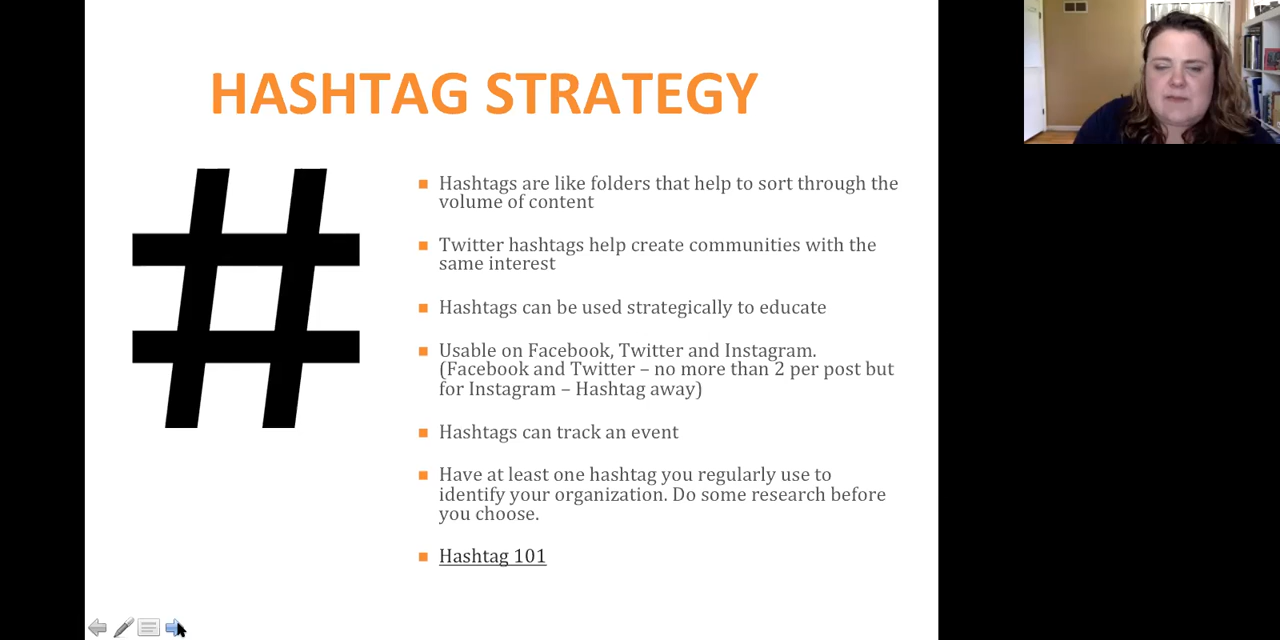 HASHTAG STRATEGY
#
Hashtags are like folders that help to sort through the
volume of content
Twitter hashtags help create communities with the
same interest
Hashtags can be used strategically to educate
Usable on Facebook, Twitter and Instagram.
(Facebook and Twitter – no more than 2 per post but
for Instagram – Hashtag away)
Hashtags can track an event
Have at least one hashtag you regularly use to
identify your organization. Do some research before
you choose.
Hashtag 101